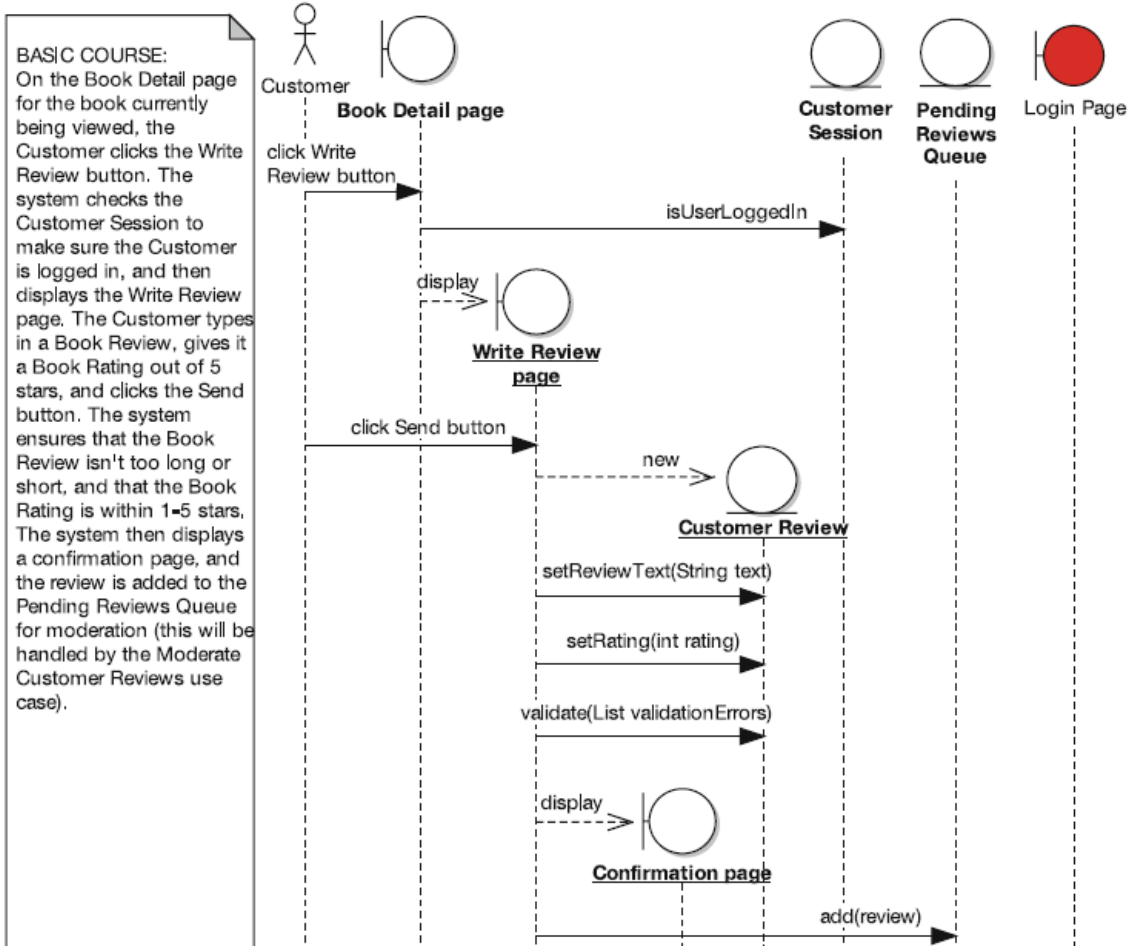 BASIC COURSE:
On the Book Detail page
for the book currently
being viewed, the
Customer clicks the Write
Review button. The
system checks the
Customer Session to
make sure the Customer
is logged in, and then
displays the Write Review
page. The Customer types
in a Book Review, gives it
a Book Rating out of 5
stars, and clicks the Send
button. The system
ensures that the Book
Review isn't too long or
short, and that the Book
Rating is within 1-5 stars.
The system then displays
a confirmation page, and
the review is added to the
Pending Reviews Queue
for moderation (this will be
handled by the Moderate
Customer Reviews use
case).
Customer
Book Detail page
Customer
Session
Pending
Reviews
Queue
Login Page
click Write
Review button
isUserLoggedIn
display
Write Review
page
click Send button
new
Customer Review
setReviewText(String text)
setRating(int rating)
validate(List validationErrors)
display
Confirmation page
add(review)